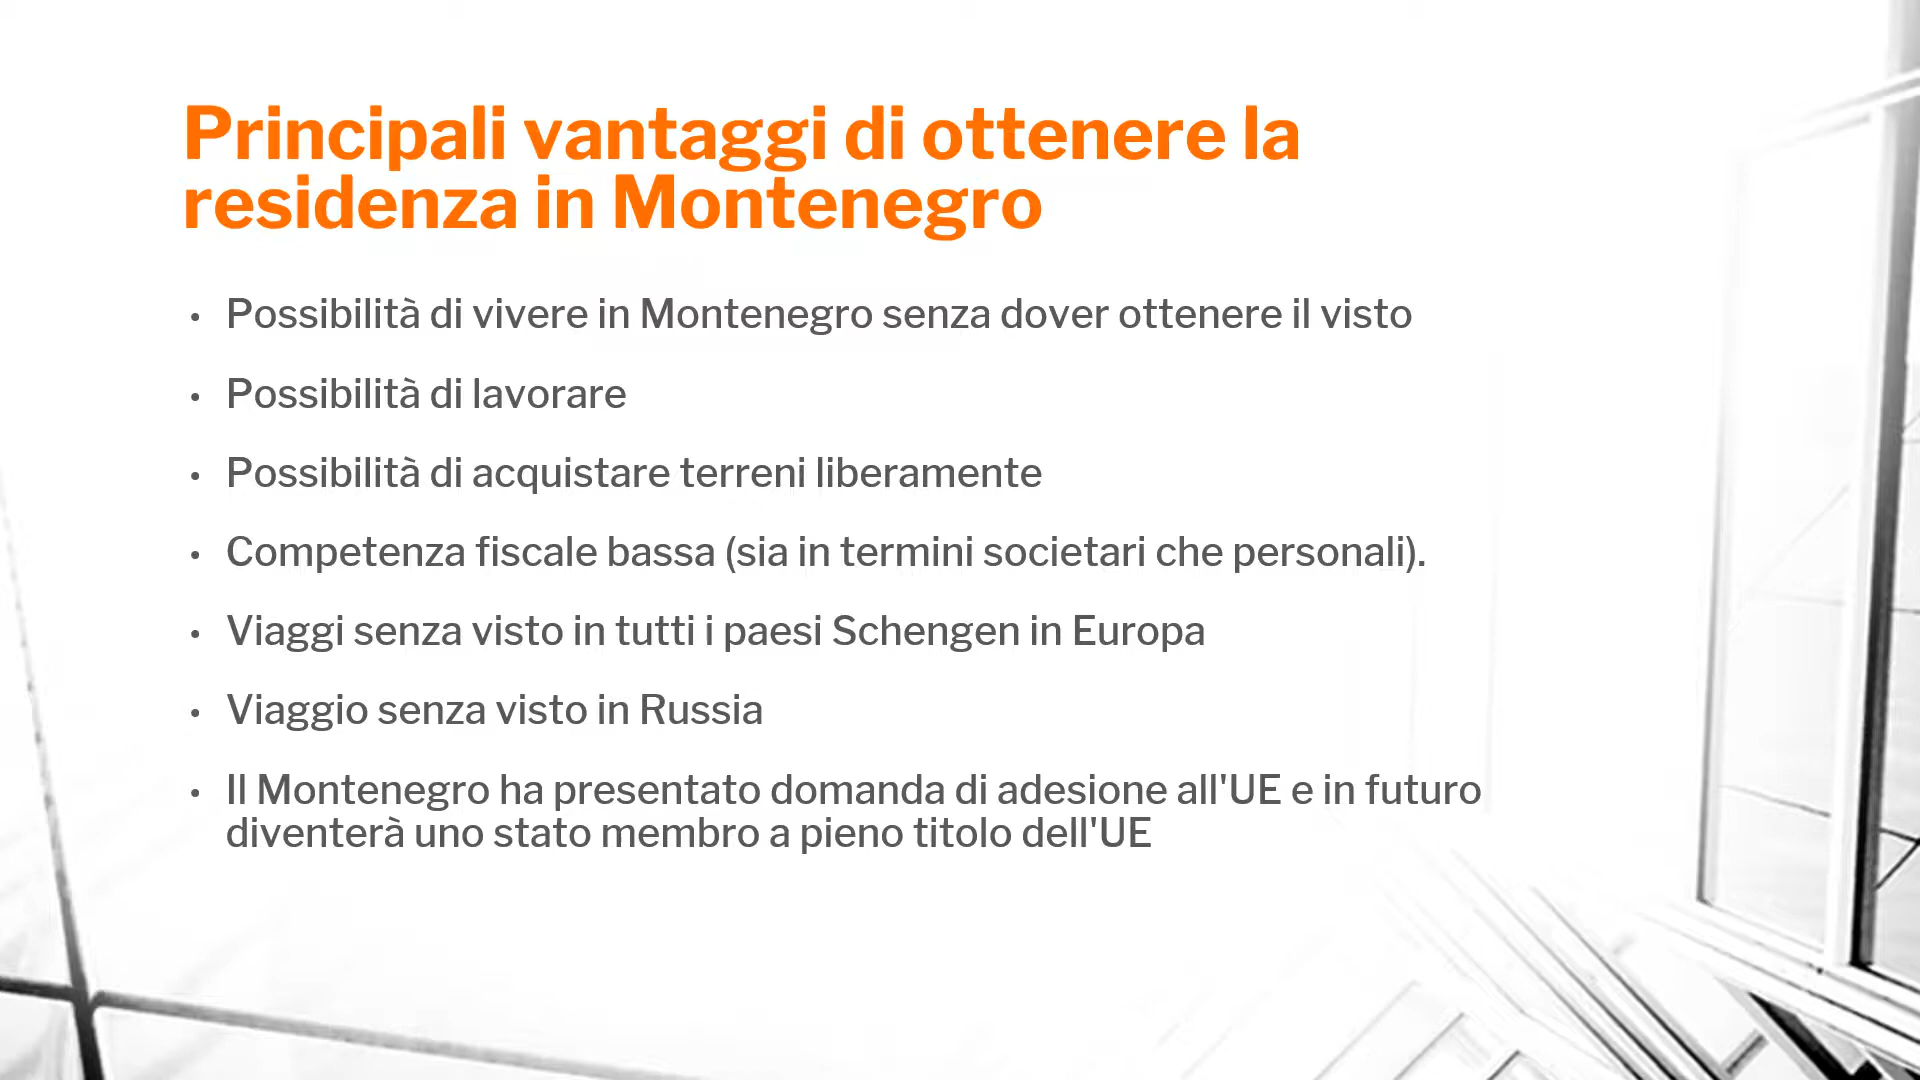 Principali vantaggi di ottenere la
residenza in Montenegro
• Possibilità di vivere in Montenegro senza dover ottenere il visto
• Possibilità di lavorare
• Possibilità di acquistare terreni liberamente
• Competenza fiscale bassa (sia in termini societari che personali).
• Viaggi senza visto in tutti i paesi Schengen in Europa
• Viaggio senza visto in Russia
• Il Montenegro ha presentato domanda di adesione all'UE e in futuro
diventerà uno stato membro a pieno titolo dell'UE